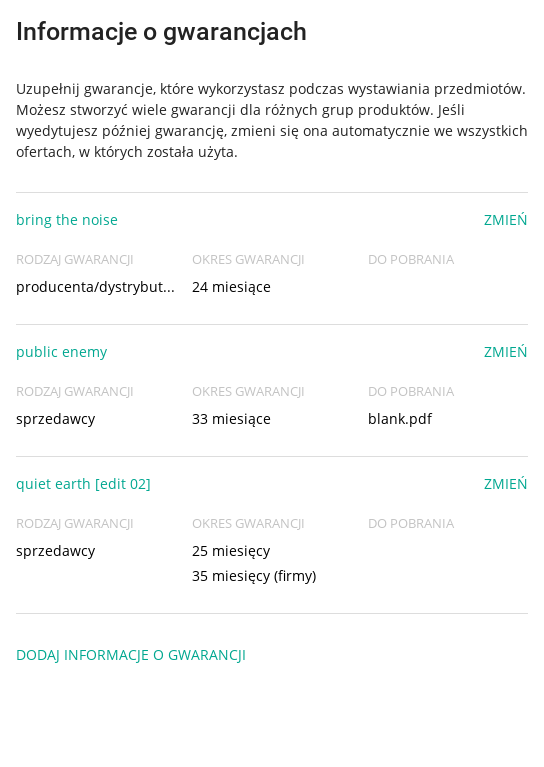 Informacje o gwarancjach
Uzupełnij gwarancje, które wykorzystasz podczas wystawiania przedmiotów.
Możesz stworzyć wiele gwarancji dla różnych grup produktów. Jeśli
wyedytujesz później gwarancję, zmieni się ona automatycznie we wszystkich
ofertach, w których została użyta.
bring the noise ZMIEŃ
RODZAJ GWARANCJI OKRES GWARANCJI DO POBRANIA
producenta/dystrybut... 24 miesiące
public enemy ZMIEŃ
RODZAJ GWARANCJI OKRES GWARANCJI DO POBRANIA
sprzedawcy 33 miesiące blank.pdf
quiet earth [edit 02] ZMIEŃ
RODZAJ GWARANCJI OKRES GWARANCJI DO POBRANIA
sprzedawcy 25 miesięcy
35 miesięcy (firmy)
DODAJ INFORMACJE O GWARANCJI